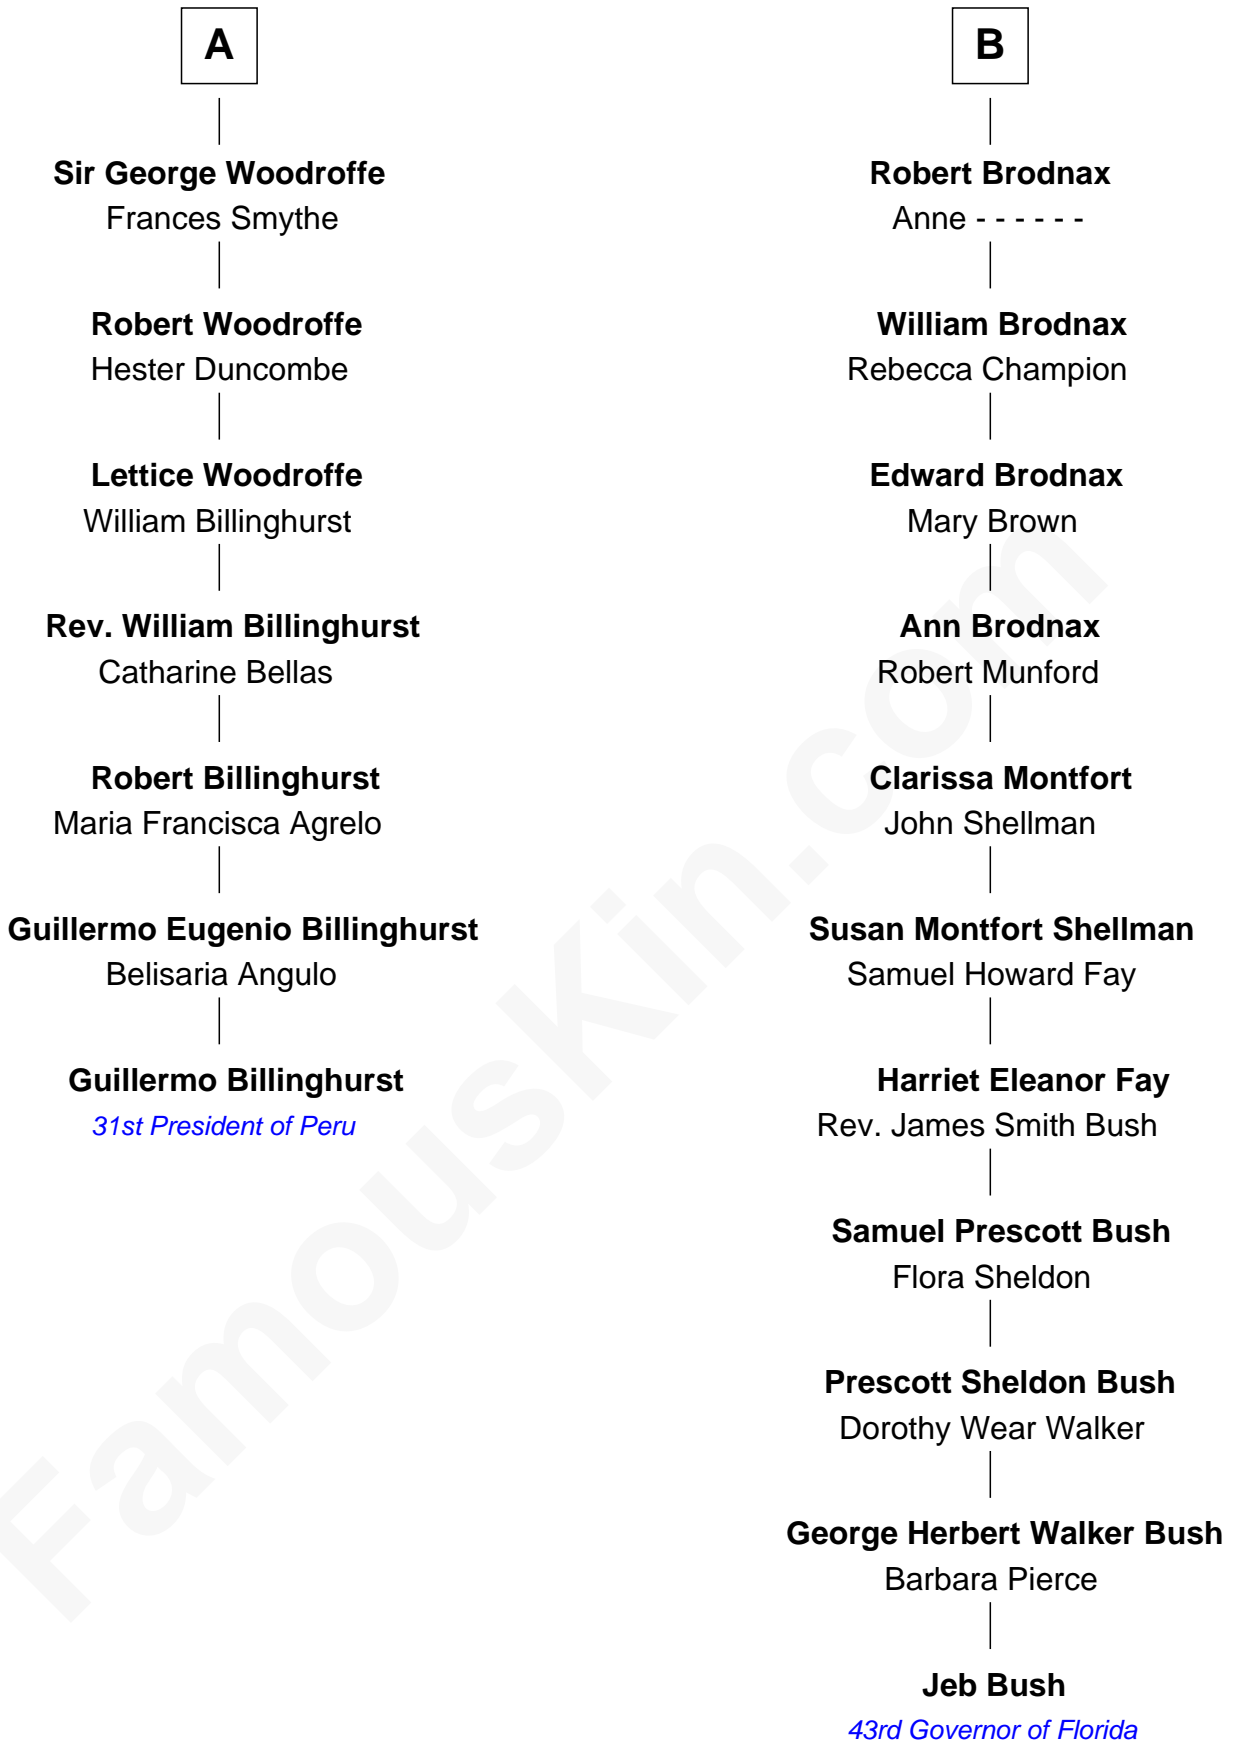 A
Sir George Woodroffe
Frances Smythe
Robert Woodroffe
Hester Duncombe
Lettice Woodroffe
William Billinghurst
Rev. William Billinghurst
Catharine Bellas
Robert Billinghurst
Maria Francisca Agrelo
Guillermo Eugenio Billinghurst
Belisaria Angulo
Guillermo Billinghurst
31st President of Peru
B
Robert Brodnax
Anne - - - - - -
William Brodnax
Rebecca Champion
Edward Brodnax
Mary Brown
Ann Brodnax
Robert Munford
Clarissa Montfort
John Shellman
Susan Montfort Shellman
Samuel Howard Fay
Harriet Eleanor Fay
Rev. James Smith Bush
Samuel Prescott Bush
Flora Sheldon
Prescott Sheldon Bush
Dorothy Wear Walker
George Herbert Walker Bush
Barbara Pierce
Jeb Bush
43rd Governor of Florida
FamousKin.com